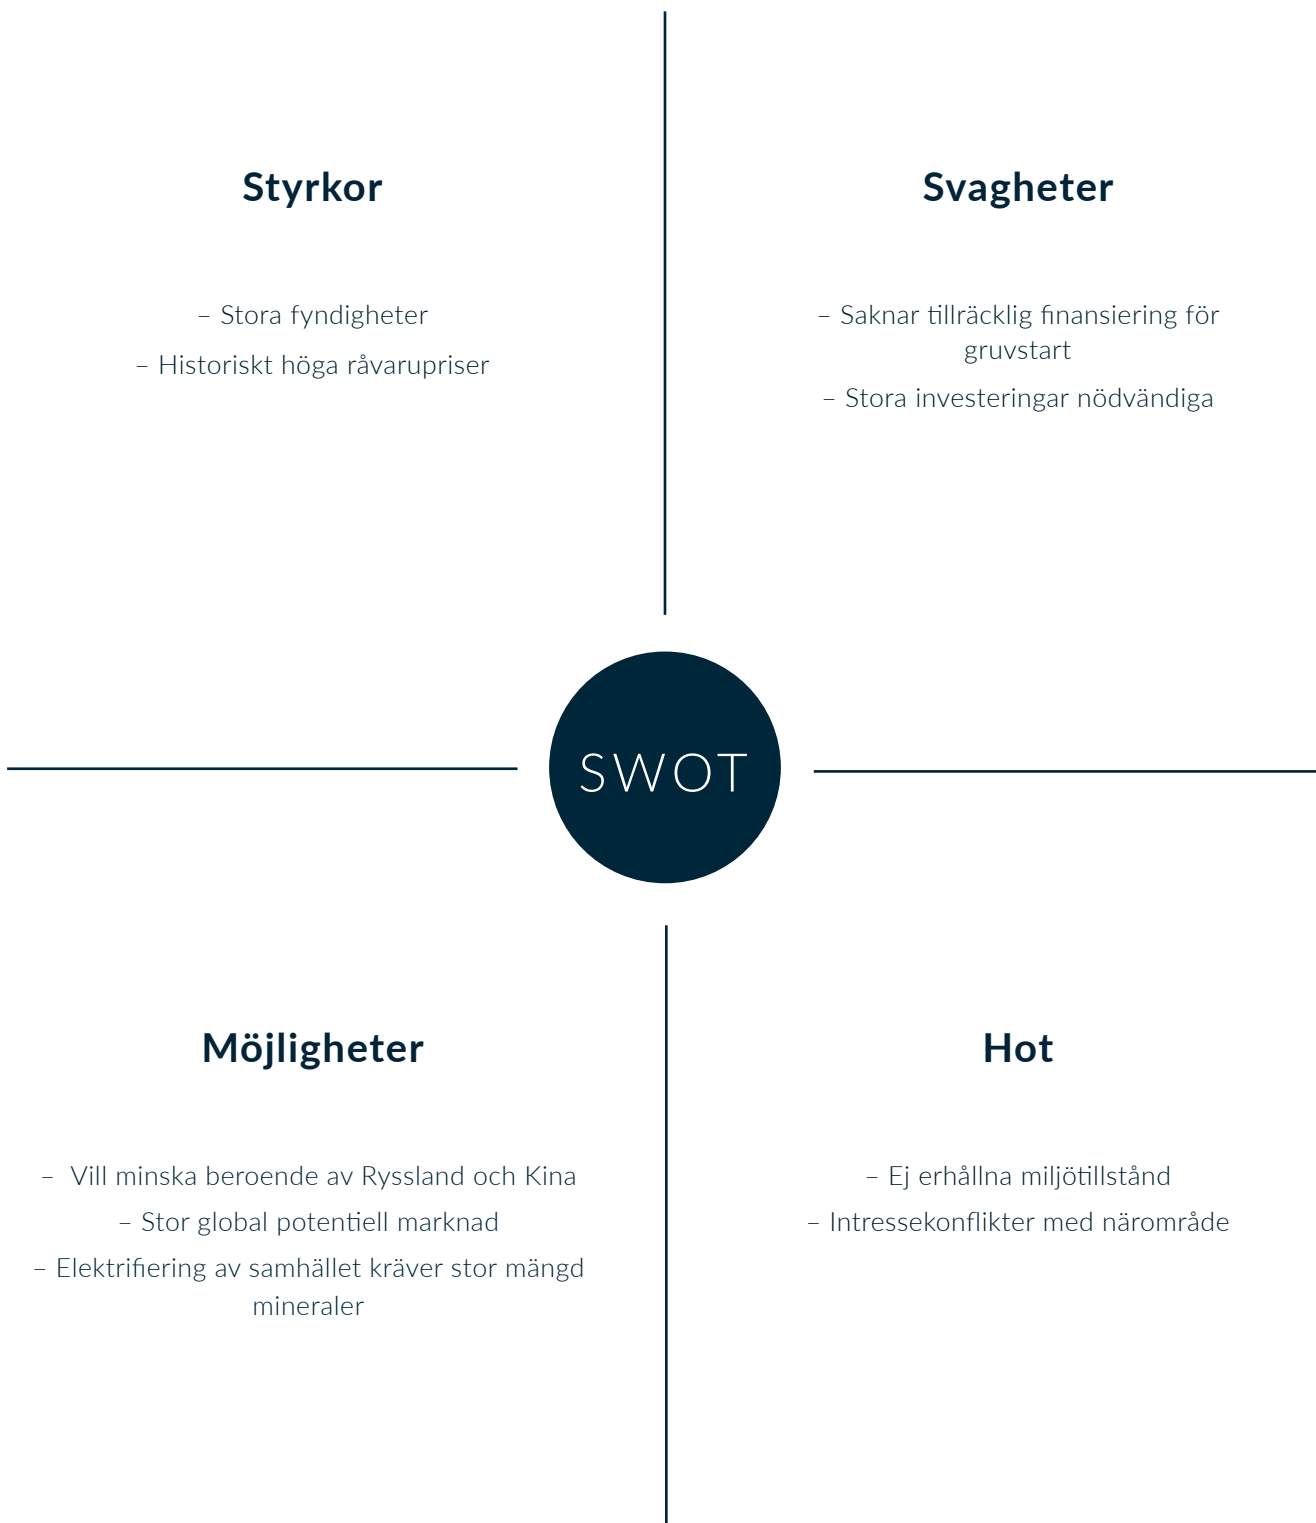 Styrkor
– Stora fyndigheter
– Historiskt höga råvarupriser
Svagheter
– Saknar tillräcklig finansiering för
gruvstart
– Stora investeringar nödvändiga
SWOT
Möjligheter
– Vill minska beroende av Ryssland och Kina
– Stor global potentiell marknad
– Elektrifiering av samhället kräver stor mängd
mineraler
Hot
– Ej erhållna miljötillstånd
– Intressekonflikter med närområde